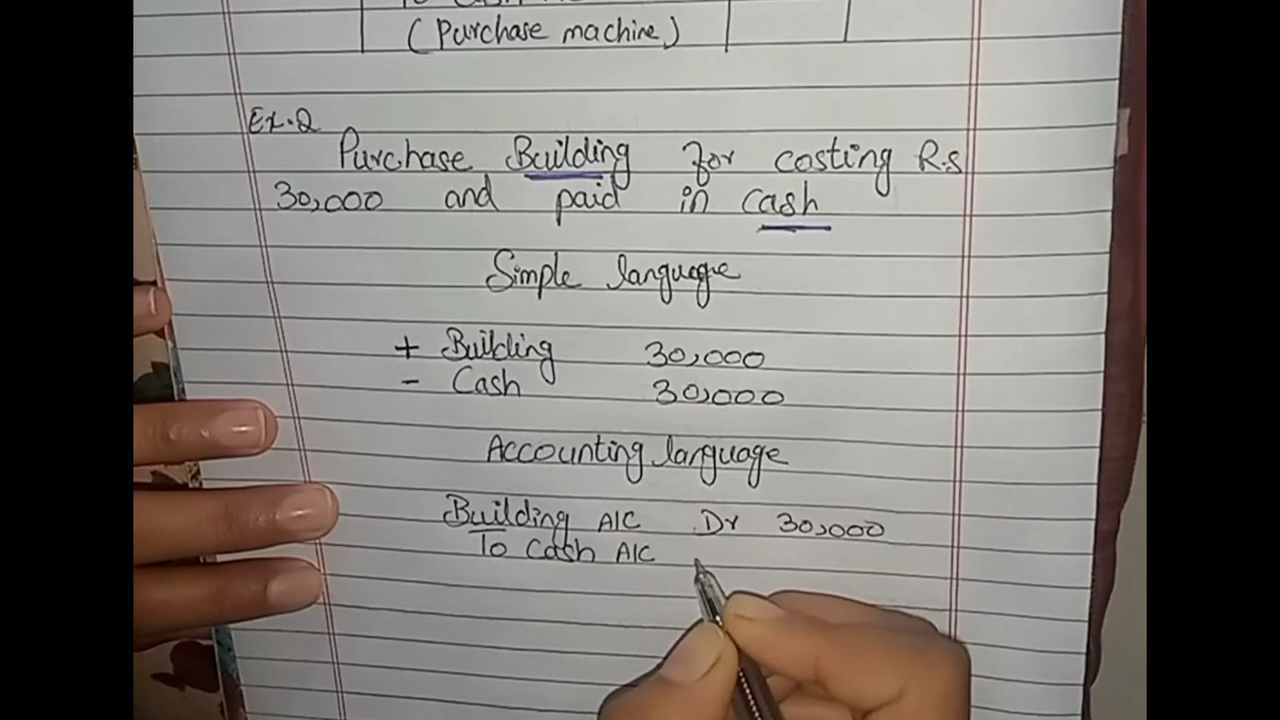 (Purchase machine)
Ex.2
Purchase Building for costing R.s
30,000 and paid in cash
Simple language
+ Building 30,000
- Cash 30,000
Accounting language
Building A/C Dr 30,000
To Cash A/C